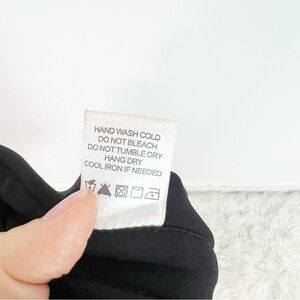 HAND WASH COLD
DO NOT BLEACH
DO NOT TUMBLE DRY
HANG DRY
COOL IRON IF NEEDED